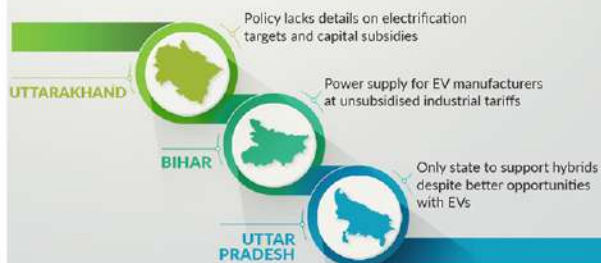 Policy lacks details on electrification
targets and capital subsidies
UTTARAKHAND
Power supply for EV manufacturers
at unsubsidised industrial tariffs
BIHAR
Only state to support hybrids
despite better opportunities
with EVs
UTTAR
PRADESH